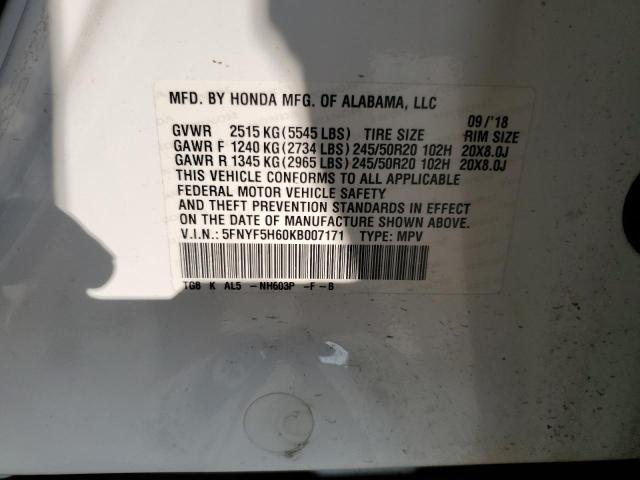 MFD. BY HONDA MFG. OF ALABAMA, LLC 09/'18
GVWR 2515 KG (5545 LBS) TIRE SIZE RIM SIZE
GAWR F 1240 KG (2734 LBS) 245/50R20 102H 20X8.0J
GAWR R 1345 KG (2965 LBS) 245/50R20 102H 20X8.0J
THIS VEHICLE CONFORMS TO ALL APPLICABLE
FEDERAL MOTOR VEHICLE SAFETY
AND THEFT PREVENTION STANDARDS IN EFFECT
ON THE DATE OF MANUFACTURE SHOWN ABOVE.
V.I.N.: 5FNYF5H60KB007171 TYPE: MPV
TG8 K AL5 -NH603P -F-B